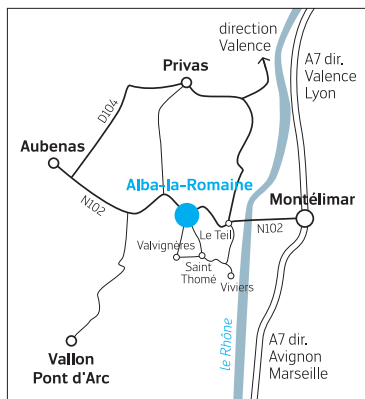 direction
Valence
A7 dir.
Valence
Lyon
Privas
D104
Aubenas
Alba-la-Romaine
Montélimar
N102
Le Teil
N102
Valvignères
Saint
Thomé
Viviers
le Rhône
Vallon
Pont d'Arc
A7 dir.
Avignon
Marseille